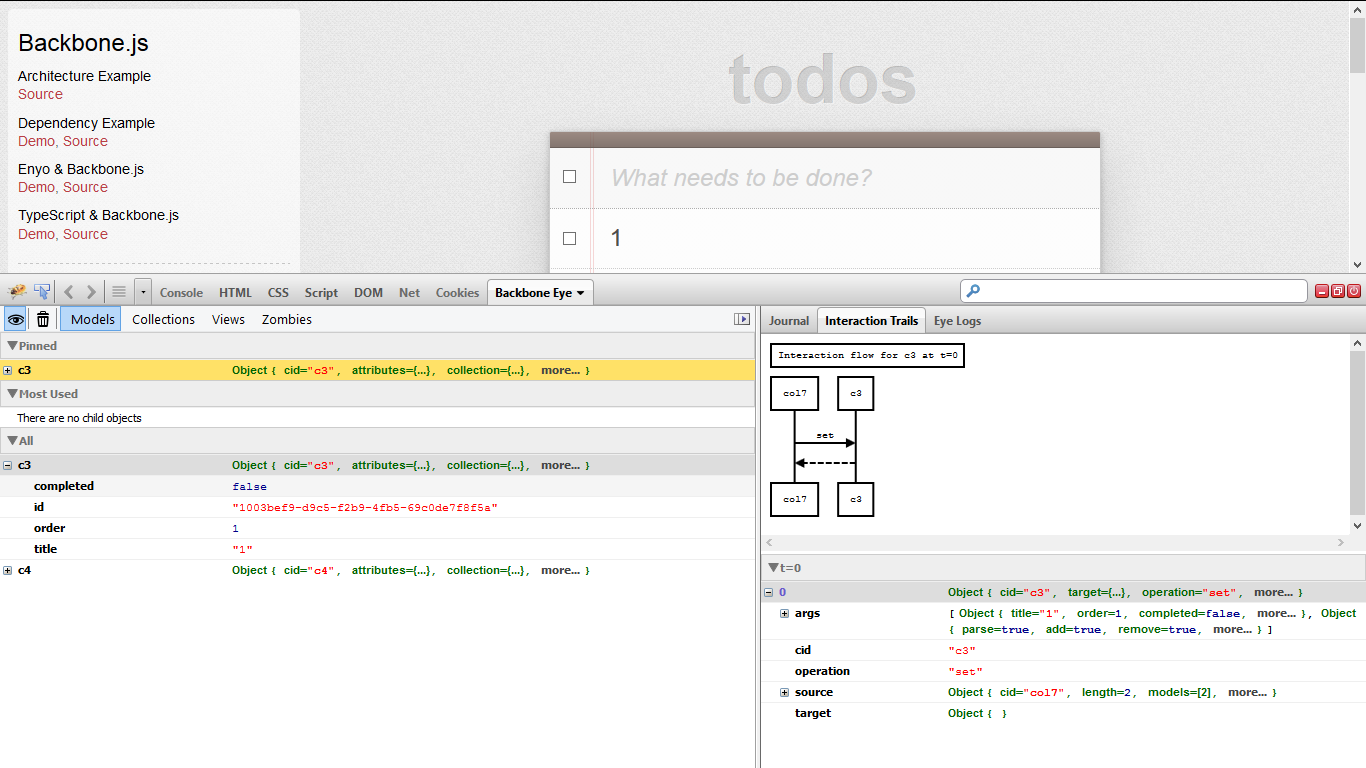 Backbone.js
Architecture Example
Source
Dependency Example
Demo, Source
Enyo & Backbone.js
Demo, Source
TypeScript & Backbone.js
Demo, Source
todos
What needs to be done?
1
Console HTML CSS Script DOM Net Cookies Backbone Eye
Models Collections Views Zombies
Pinned
c3 Object { cid="c3", attributes={...}, collection={...}, more... }
Most Used
There are no child objects
All
c3 Object { cid="c3", attributes={...}, collection={...}, more... }
completed false
id "1003bef9-d9c5-f2b9-4fb5-69c0de7f8f5a"
order 1
title "1"
c4 Object { cid="c4", attributes={...}, collection={...}, more... }
Journal Interaction Trails Eye Logs
Interaction flow for c3 at t=0
col7 c3
set
col7 c3
t=0
0 Object { cid="c3", target={...}, operation="set", more... }
args [ Object { title="1", order=1, completed=false, more... }, Object
{ parse=true, add=true, remove=true, more... } ]
cid "c3"
operation "set"
source Object { cid="col7", length=2, models=[2], more... }
target Object { }